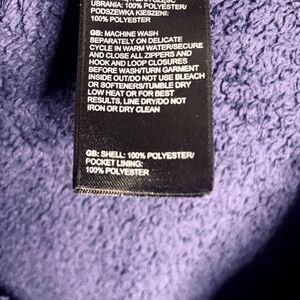 UBRANIA: 100% POLYESTER/
PODSZEWKA KIESZENI:
100% POLYESTER
GB: MACHINE WASH
SEPARATELY ON DELICATE
CYCLE IN WARM WATER/SECURE
AND CLOSE ALL ZIPPERS AND
HOOK AND LOOP CLOSURES
BEFORE WASH/TURN GARMENT
INSIDE OUT/DO NOT USE BLEACH
OR SOFTENERS/TUMBLE DRY
LOW HEAT OR FOR BEST
RESULTS, LINE DRY/DO NOT
IRON OR DRY CLEAN
GB: SHELL: 100% POLYESTER/
POCKET LINING:
100% POLYESTER